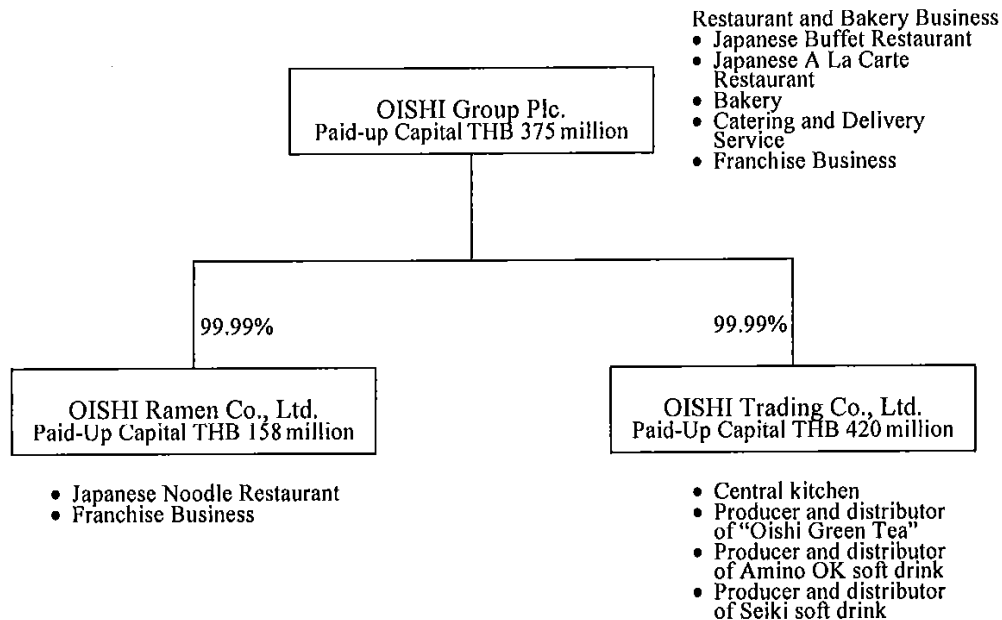 Restaurant and Bakery Business
• Japanese Buffet Restaurant
• Japanese A La Carte
Restaurant
• Bakery
• Catering and Delivery
Service
• Franchise Business
OISHI Group Plc.
Paid-up Capital THB 375 million
99.99%
99.99%
OISHI Ramen Co., Ltd.
Paid-Up Capital THB 158 million
• Japanese Noodle Restaurant
• Franchise Business
OISHI Trading Co., Ltd.
Paid-Up Capital THB 420 million
• Central kitchen
• Producer and distributor
of “Oishi Green Tea”
• Producer and distributor
of Amino OK soft drink
• Producer and distributor
of Seiki soft drink